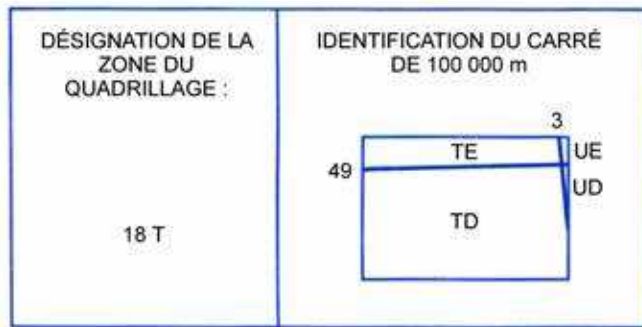 DÉSIGNATION DE LA
ZONE DU
QUADRILLAGE :
18 T
IDENTIFICATION DU CARRÉ
DE 100 000 m
3
TE
UE
49
UD
TD